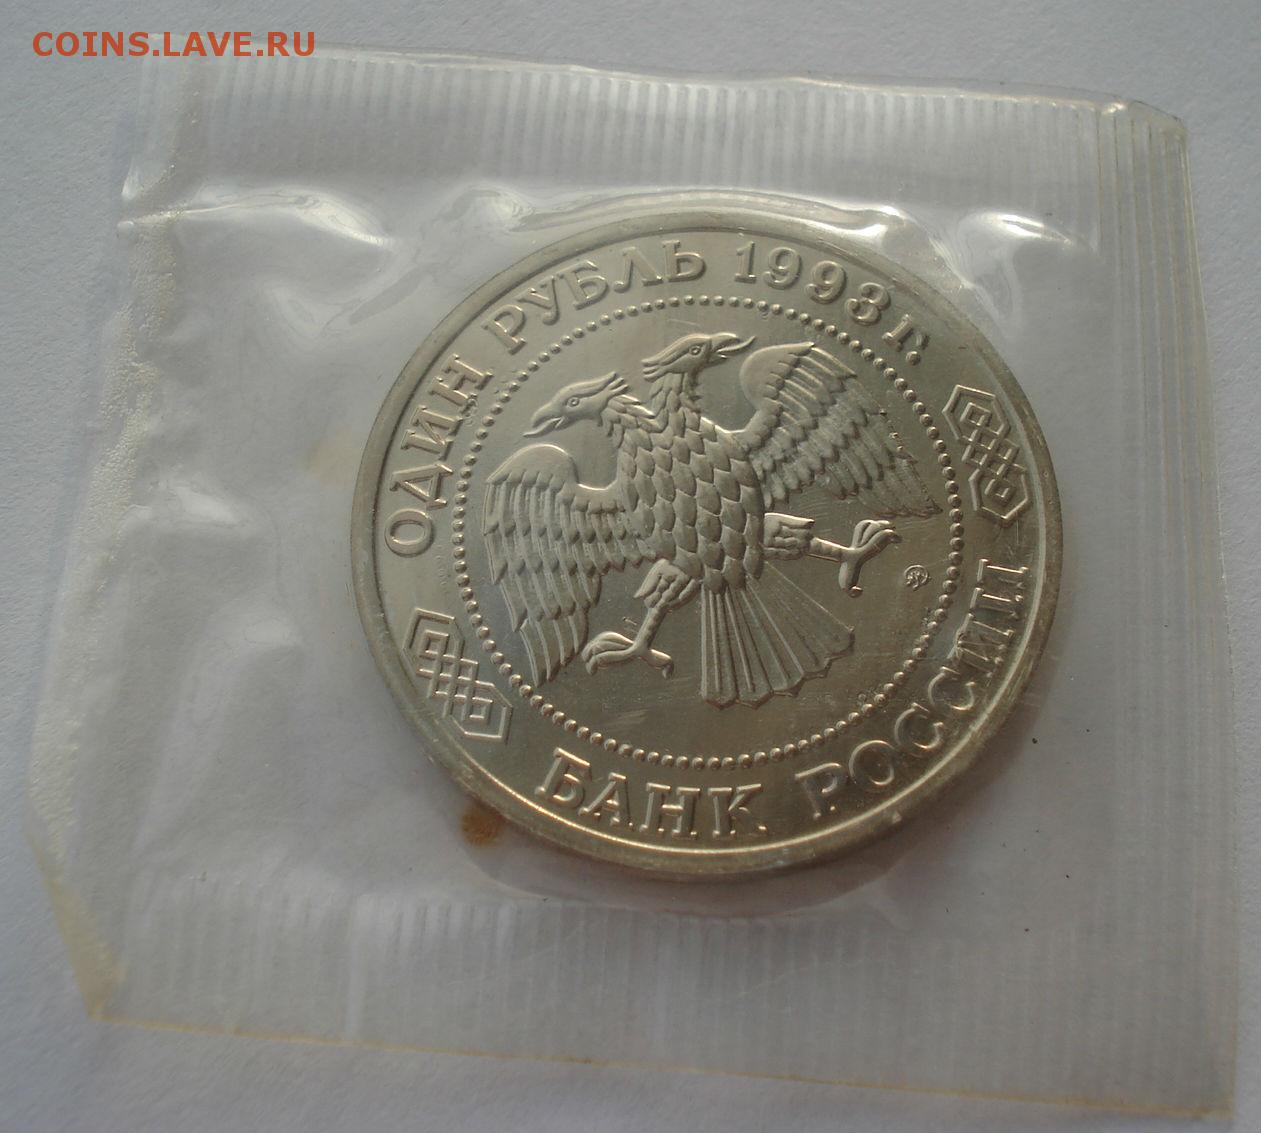 COINS.LAVE.RU
ОДИН РУБЛЬ 1993 г.
БАНК РОССИИ